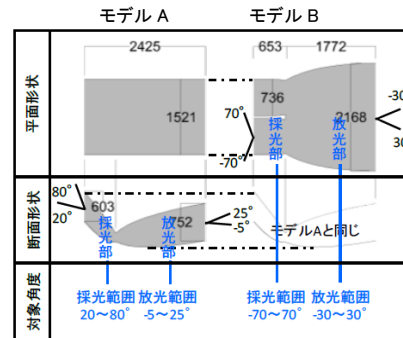 モデル A
モデル B
2425
653
1772
平面形状
1521
736
2168
70°
-70°
採光部
放光部
-30
30
断面形状
80°
20°
603
752
採光部
放光部
25°
-5°
モデルAと同じ
対象角度
採光範囲
20～80°
放光範囲
-5～25°
採光範囲
-70～70°
放光範囲
-30～30°